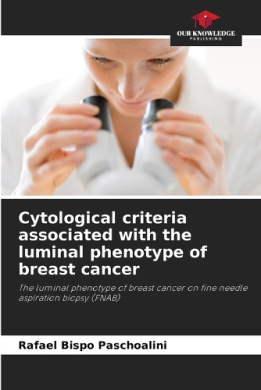 OUR KNOWLEDGE
PUBLISHING
Cytological criteria
associated with the
luminal phenotype of
breast cancer
The luminal phenotype of breast cancer on fine needle
aspiration biopsy (FNAB)
Rafael Bispo Paschoalini